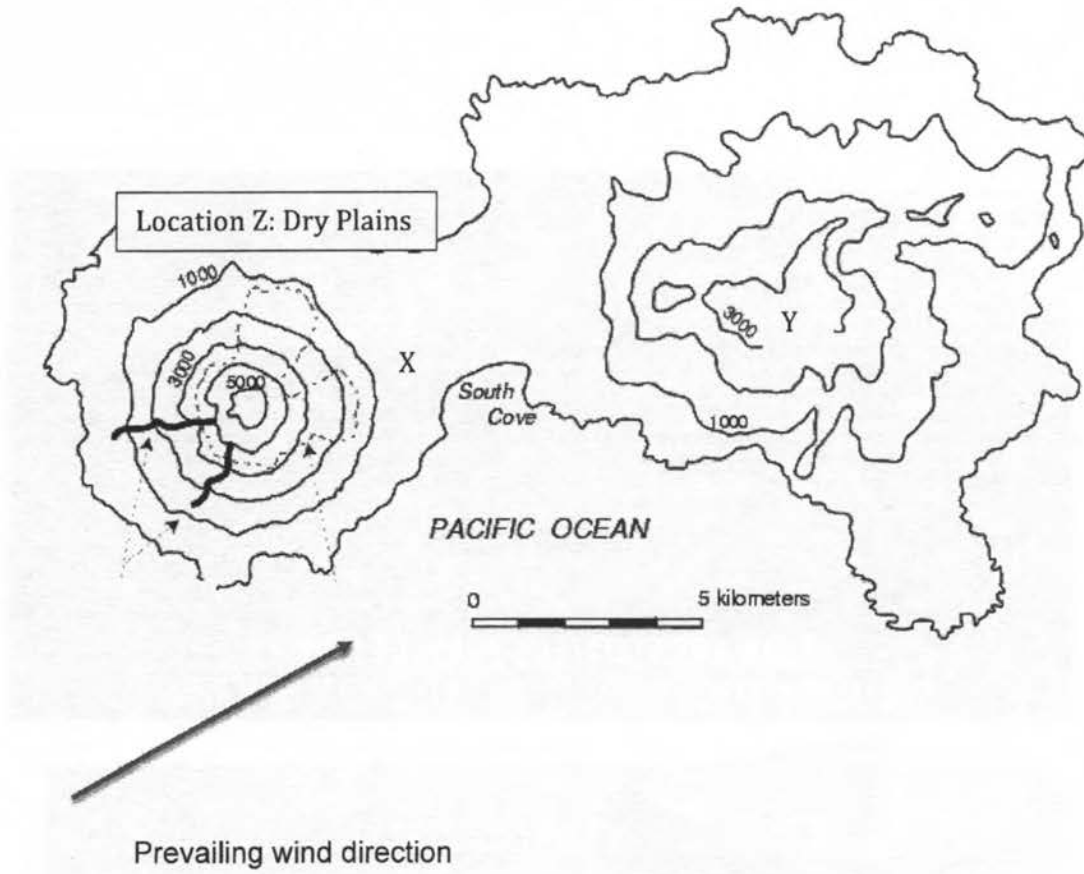 Location Z: Dry Plains
1000
3000
5000
X
South
Cove
3000
Y
1000
PACIFIC OCEAN
0
5 kilometers
Prevailing wind direction